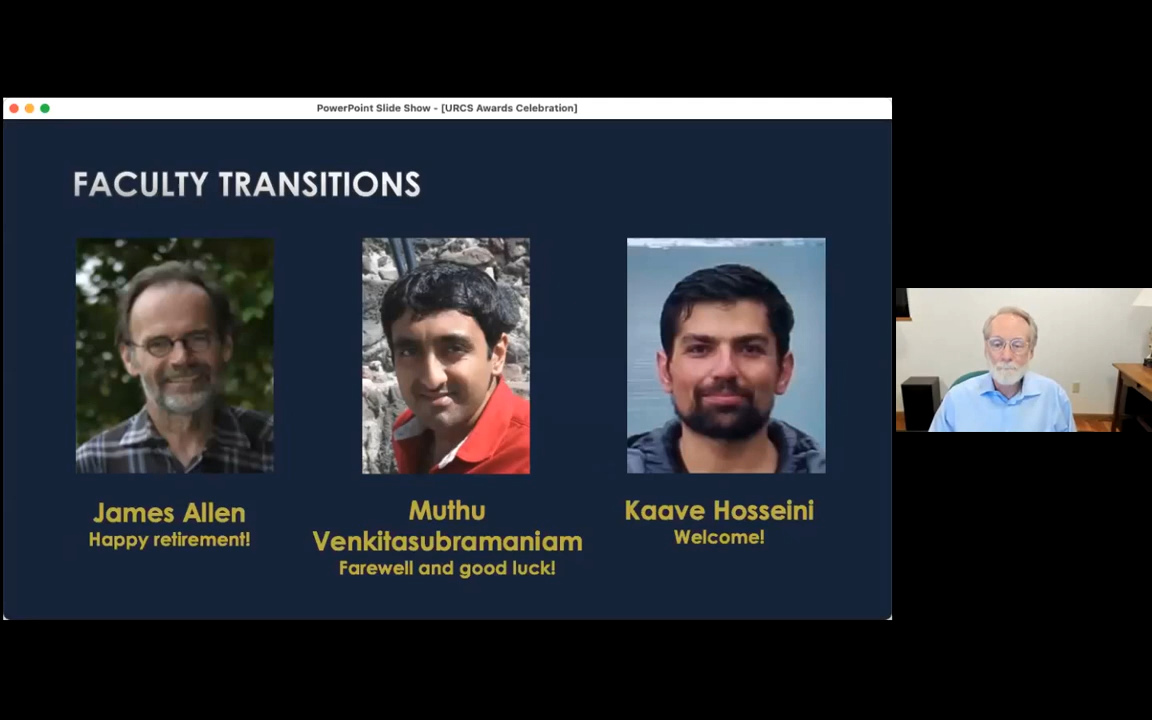 PowerPoint Slide Show - [URCS Awards Celebration]
FACULTY TRANSITIONS
James Allen
Happy retirement!
Muthu
Venkitasubramaniam
Farewell and good luck!
Kaave Hosseini
Welcome!